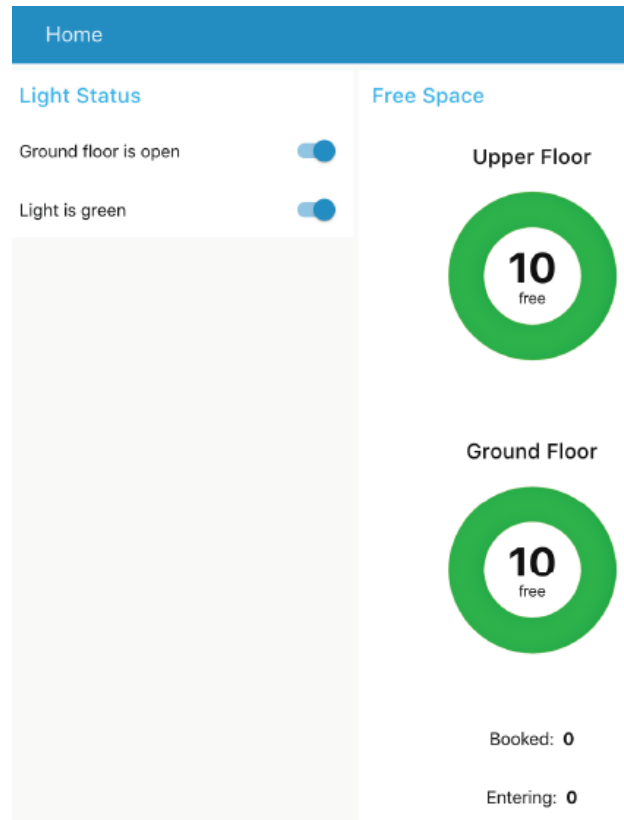 Home
Light Status
Ground floor is open
Light is green
Free Space
Upper Floor
10
free
Ground Floor
10
free
Booked: 0
Entering: 0